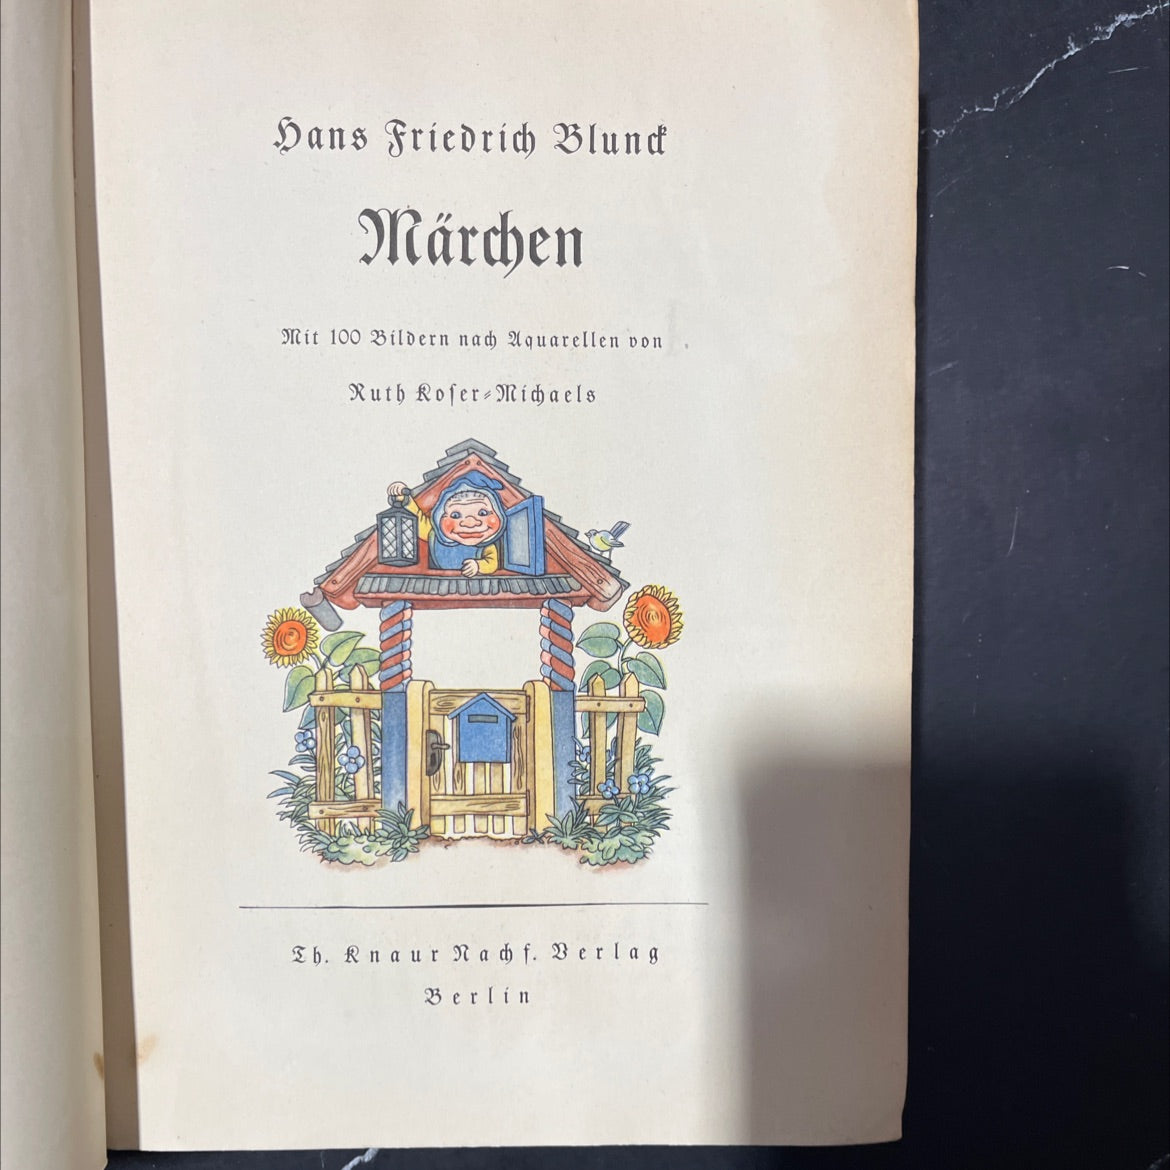 Hans Friedrich Blunck
Märchen
Mit 100 Bildern nach Aquarellen von
Ruth Koſer-Michaels
Th. Knaur Nachf. Verlag
Berlin